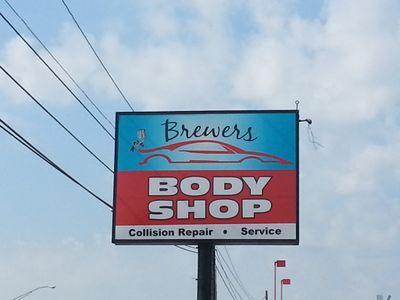 Brewers
BODY
SHOP
Collision Repair • Service